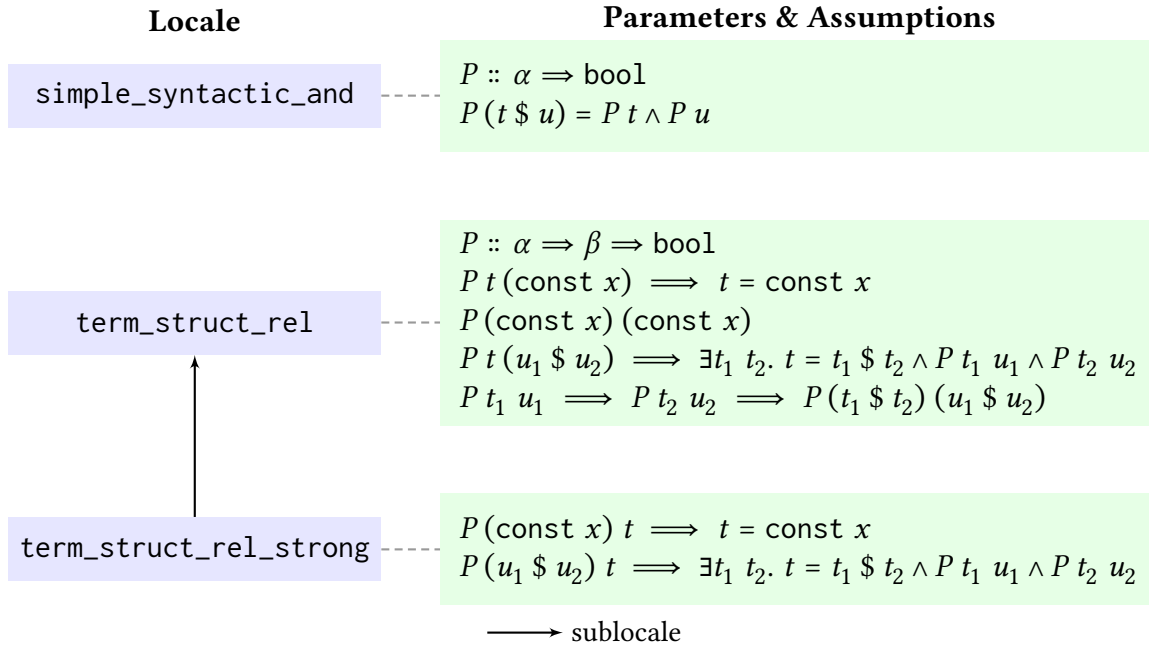 Locale
Parameters & Assumptions
simple_syntactic_and
P :: α ⟹ bool
P (t $ u) = P t ∧ P u
term_struct_rel
P :: α ⟹ β ⟹ bool
P t (const x) ⟹ t = const x
P (const x) (const x)
P t (u₁ $ u₂) ⟹ ∃t₁ t₂. t = t₁ $ t₂ ∧ P t₁ u₁ ∧ P t₂ u₂
P t₁ u₁ ⟹ P t₂ u₂ ⟹ P (t₁ $ t₂) (u₁ $ u₂)
term_struct_rel_strong
P (const x) t ⟹ t = const x
P (u₁ $ u₂) t ⟹ ∃t₁ t₂. t = t₁ $ t₂ ∧ P t₁ u₁ ∧ P t₂ u₂
sublocale